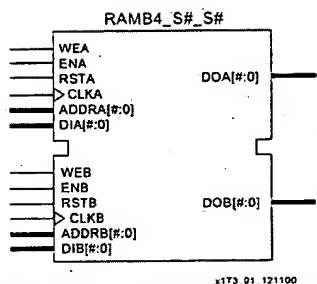 RAMB4_S#_S#
WEA
ENA
RSTA
DOA[#:0]
CLKA
ADDRA[#:0]
DIA[#:0]
WEB
ENB
RSTB
DOB[#:0]
CLKB
ADDRB[#:0]
DIB[#:0]
x1T3_01_121100